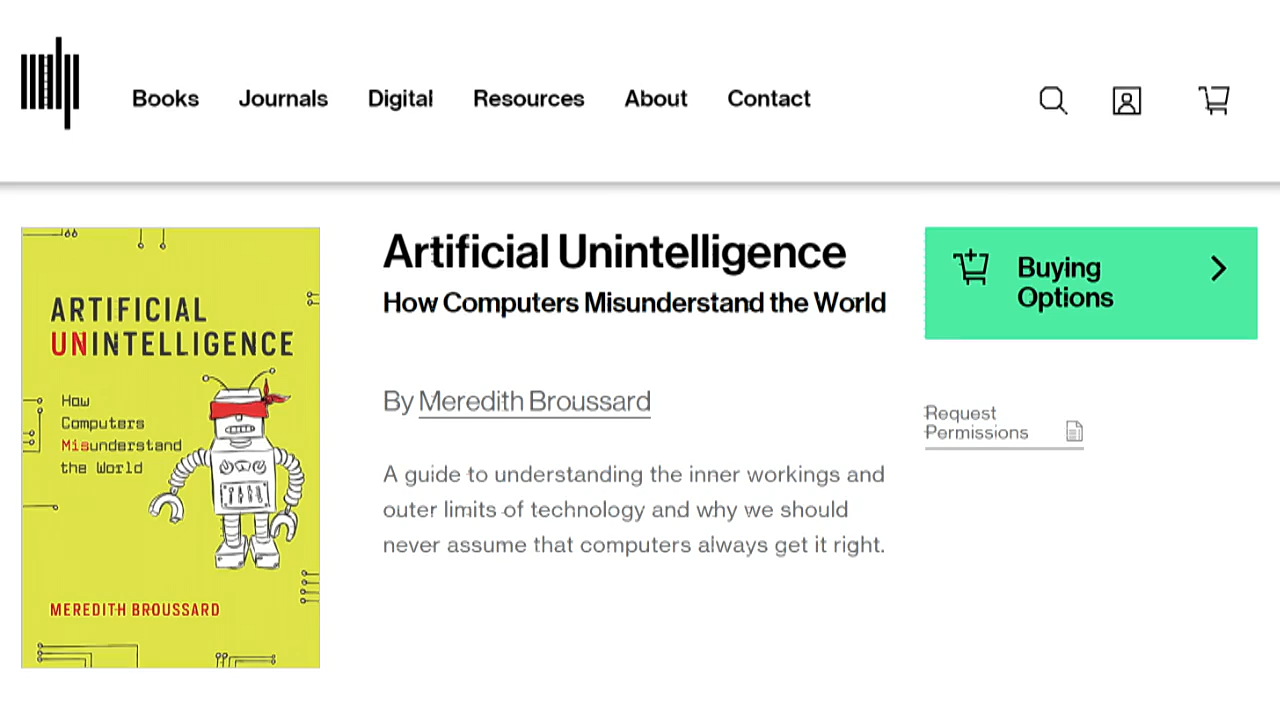 Books Journals Digital Resources About Contact
ARTIFICIAL
UNINTELLIGENCE
How
Computers
Misunderstand
the World
MEREDITH BROUSSARD
Artificial Unintelligence
How Computers Misunderstand the World
By Meredith Broussard
A guide to understanding the inner workings and
outer limits of technology and why we should
never assume that computers always get it right.
Buying
Options
Request
Permissions